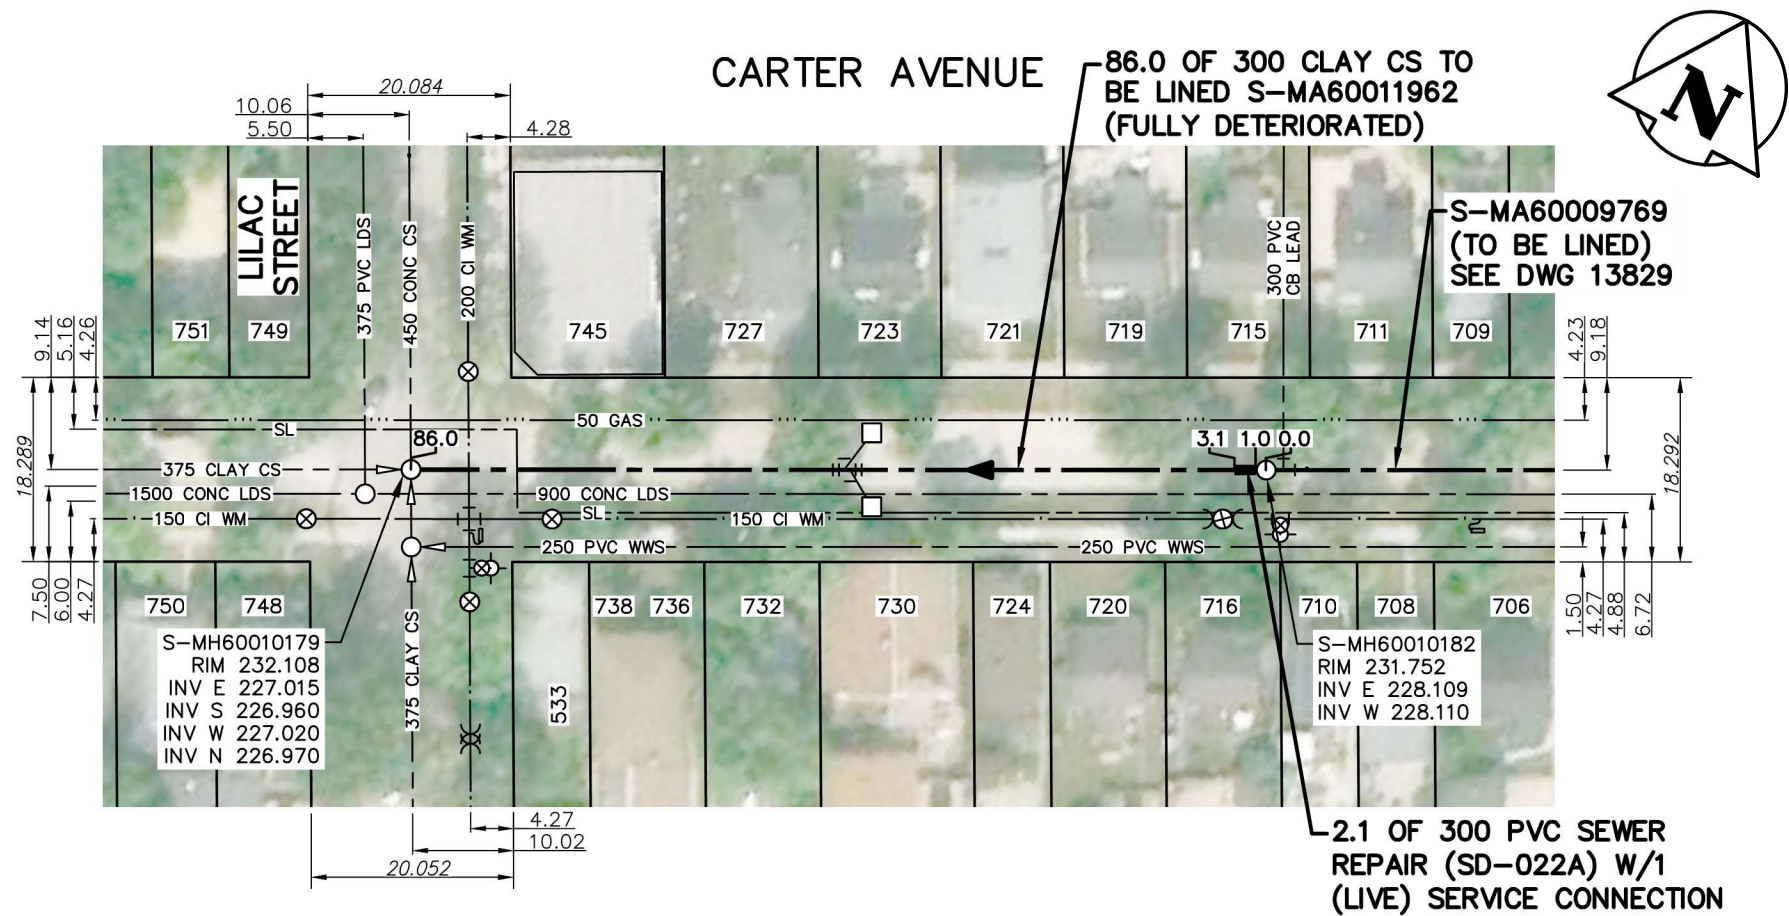 CARTER AVENUE
86.0 OF 300 CLAY CS TO
BE LINED S-MA60011962
(FULLY DETERIORATED)
N
20.084
10.06
5.50
4.28
LILAC
STREET
375 PVC LDS
450 CONC CS
200 CI WM
300 PVC
CB LEAD
S-MA60009769
(TO BE LINED)
SEE DWG 13829
751
749
745
727
723
721
719
715
711
709
9.14
5.16
4.26
4.23
9.18
18.289
18.292
50 GAS
SL
86.0
3.1
1.0
0.0
375 CLAY CS
1500 CONC LDS
900 CONC LDS
SL
150 CI WM
150 CI WM
250 PVC WWS
250 PVC WWS
7.50
6.00
4.27
1.50
4.27
4.88
6.72
750
748
738
736
732
730
724
720
716
710
708
706
533
375 CLAY CS
S-MH60010179
RIM 232.108
INV E 227.015
INV S 226.960
INV W 227.020
INV N 226.970
S-MH60010182
RIM 231.752
INV E 228.109
INV W 228.110
4.27
10.02
20.052
2.1 OF 300 PVC SEWER
REPAIR (SD-022A) W/1
(LIVE) SERVICE CONNECTION